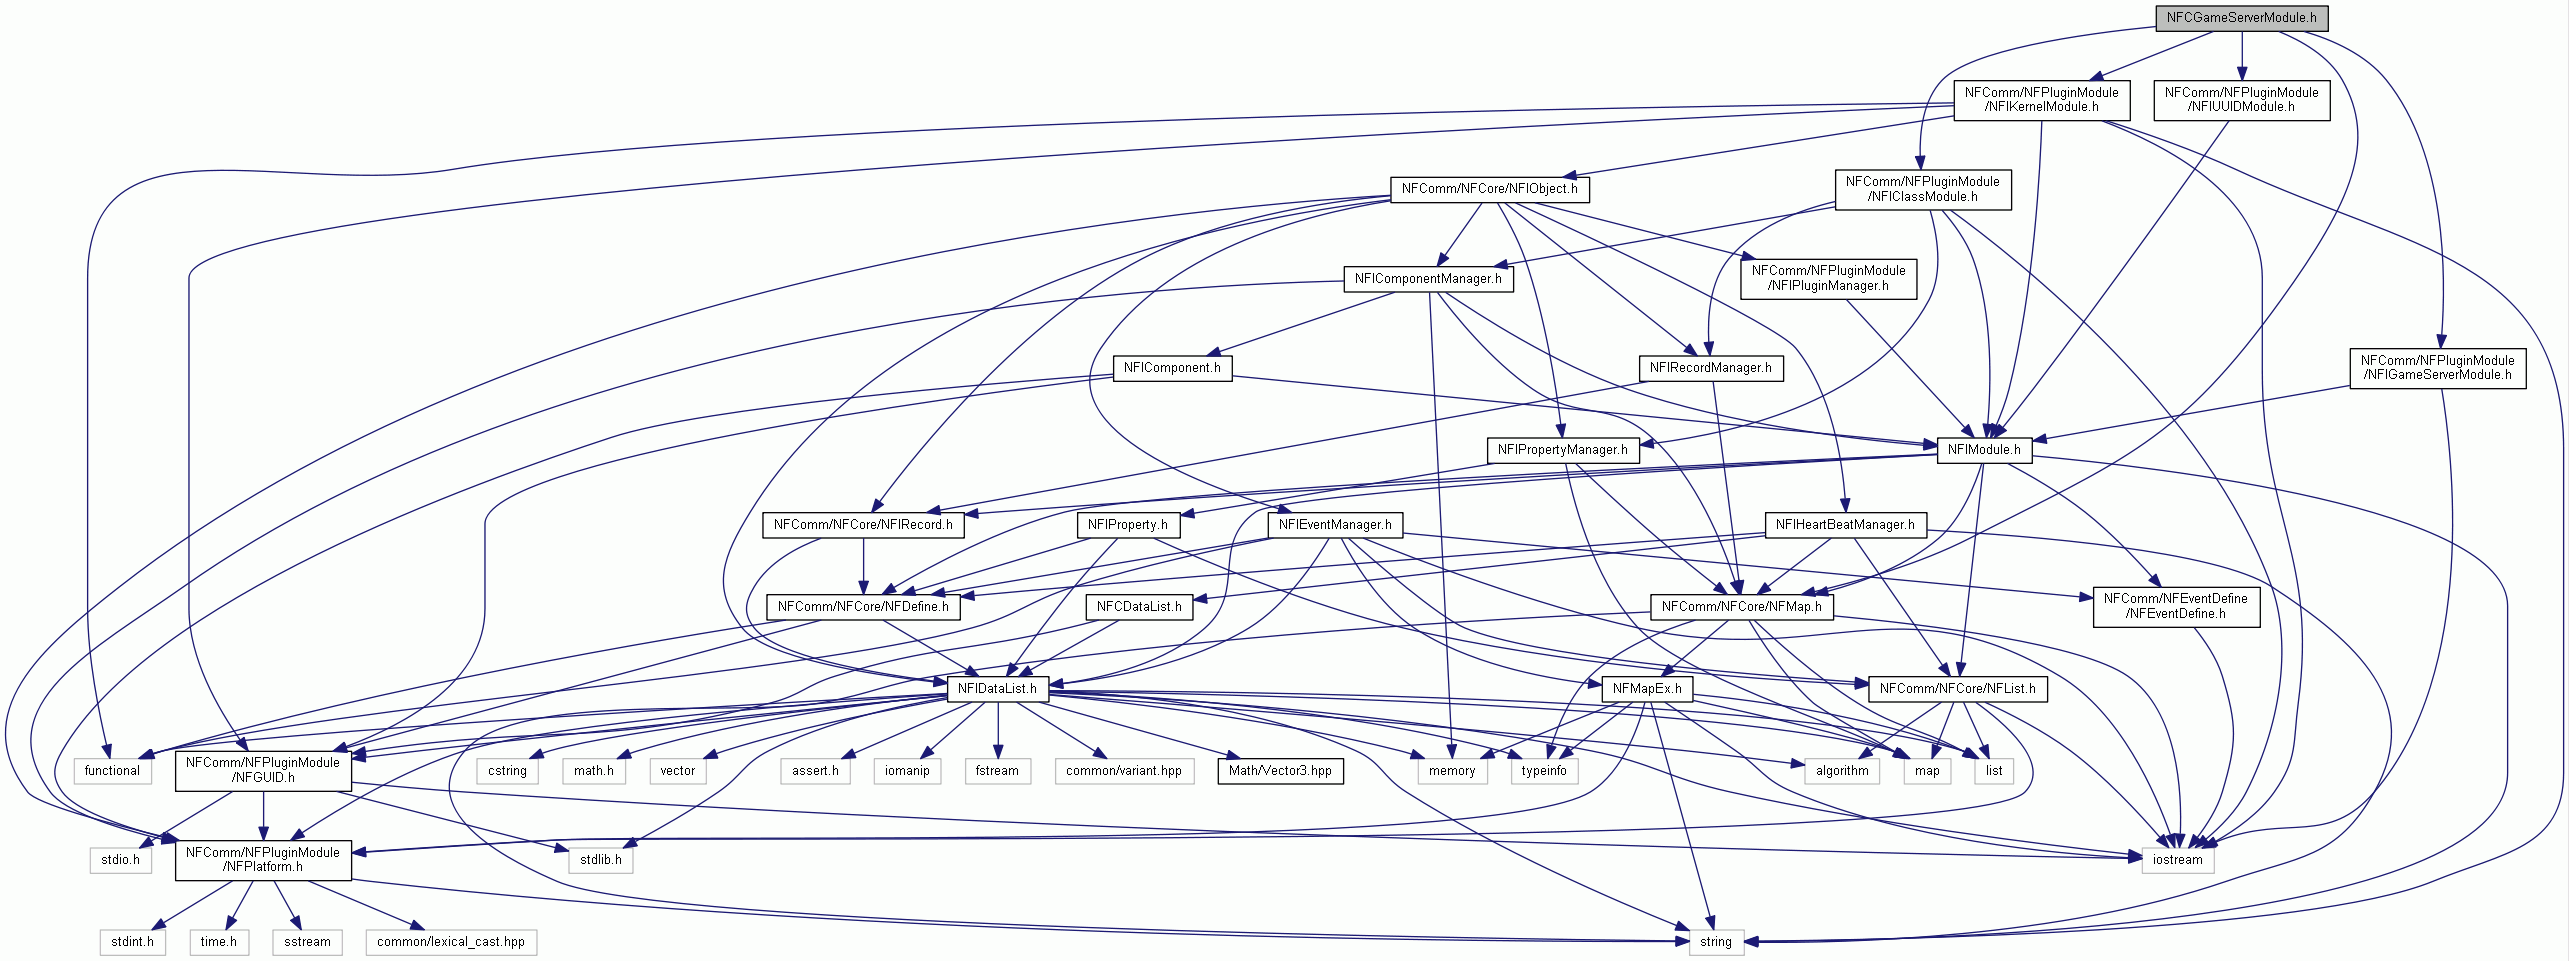 NFCGameServerModule.h
NFComm/NFPluginModule
/NFIKernelModule.h
NFComm/NFPluginModule
/NFIUUIDModule.h
NFComm/NFCore/NFIObject.h
NFComm/NFPluginModule
/NFIClassModule.h
NFIComponentManager.h
NFComm/NFPluginModule
/NFIPluginManager.h
NFIComponent.h
NFIRecordManager.h
NFComm/NFPluginModule
/NFIGameServerModule.h
NFIPropertyManager.h
NFIModule.h
NFComm/NFCore/NFIRecord.h
NFIProperty.h
NFIEventManager.h
NFIHeartBeatManager.h
NFComm/NFCore/NFDefine.h
NFCDataList.h
NFComm/NFCore/NFMap.h
NFComm/NFEventDefine
/NFEventDefine.h
NFIDataList.h
NFMapEx.h
NFComm/NFCore/NFList.h
functional
NFComm/NFPluginModule
/NFGUID.h
cstring
math.h
vector
assert.h
iomanip
fstream
common/variant.hpp
Math/Vector3.hpp
memory
typeinfo
algorithm
map
list
stdio.h
NFComm/NFPluginModule
/NFPlatform.h
stdlib.h
iostream
stdint.h
time.h
sstream
common/lexical_cast.hpp
string